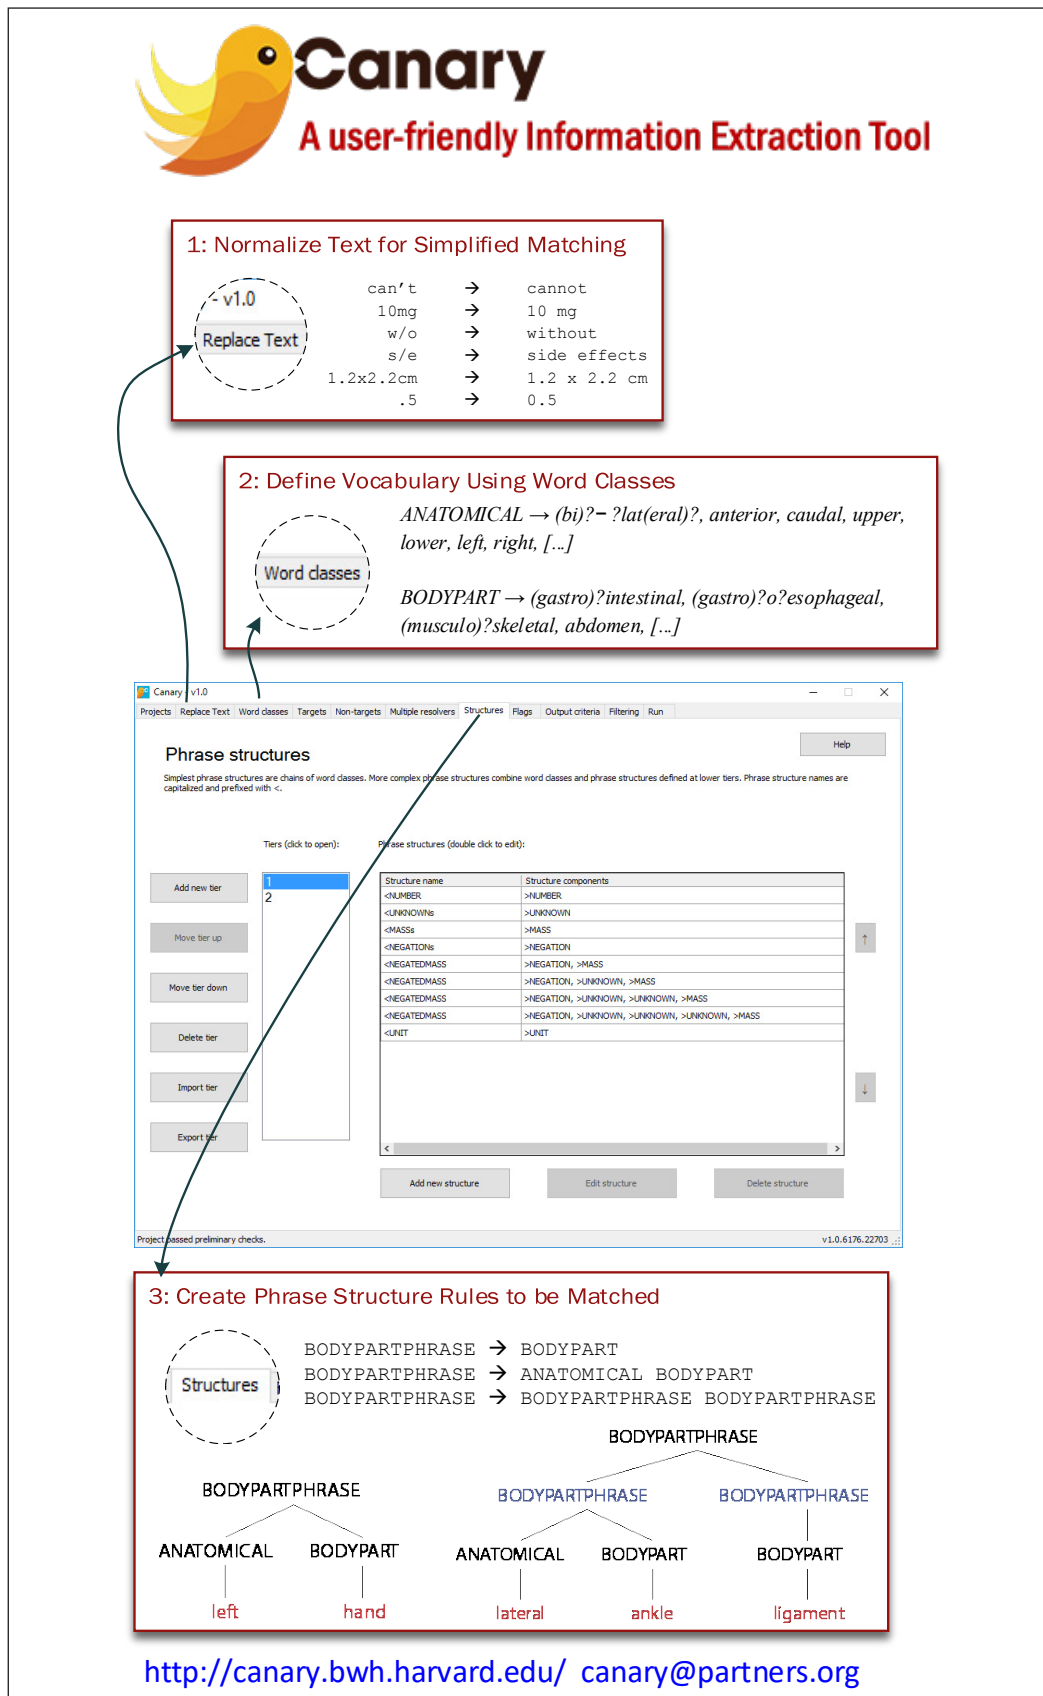 Canary
A user-friendly Information Extraction Tool
1: Normalize Text for Simplified Matching
- v1.0
Replace Text
can't → cannot
10mg → 10 mg
w/o → without
s/e → side effects
1.2x2.2cm → 1.2 x 2.2 cm
.5 → 0.5
2: Define Vocabulary Using Word Classes
Word classes
ANATOMICAL → (bi)?− ?lat(eral)?, anterior, caudal, upper,
lower, left, right, [...]
BODYPART → (gastro)?intestinal, (gastro)?o?esophageal,
(musculo)?skeletal, abdomen, [...]
Canary - v1.0
Projects Replace Text Word classes Targets Non-targets Multiple resolvers Structures Flags Output criteria Filtering Run
Phrase structures
Help
Simplest phrase structures are chains of word classes. More complex phrase structures combine word classes and phrase structures defined at lower tiers. Phrase structure names are
capitalized and prefixed with <.
Tiers (click to open):
Phrase structures (double click to edit):
Add new tier
Move tier up
Move tier down
Delete tier
Import tier
Export tier
1
2
Structure name Structure components
<NUMBER >NUMBER
<UNKNOWNs >UNKNOWN
<MASSs >MASS
<NEGATIONs >NEGATION
<NEGATEDMASS >NEGATION, >MASS
<NEGATEDMASS >NEGATION, >UNKNOWN, >MASS
<NEGATEDMASS >NEGATION, >UNKNOWN, >UNKNOWN, >MASS
<NEGATEDMASS >NEGATION, >UNKNOWN, >UNKNOWN, >UNKNOWN, >MASS
<UNIT >UNIT
↑
↓
Add new structure Edit structure Delete structure
Project passed preliminary checks. v1.0.6176.22703
3: Create Phrase Structure Rules to be Matched
Structures
BODYPARTPHRASE → BODYPART
BODYPARTPHRASE → ANATOMICAL BODYPART
BODYPARTPHRASE → BODYPARTPHRASE BODYPARTPHRASE
BODYPARTPHRASE
ANATOMICAL BODYPART
left hand
BODYPARTPHRASE
BODYPARTPHRASE BODYPARTPHRASE
ANATOMICAL BODYPART BODYPART
lateral ankle ligament
http://canary.bwh.harvard.edu/ canary@partners.org